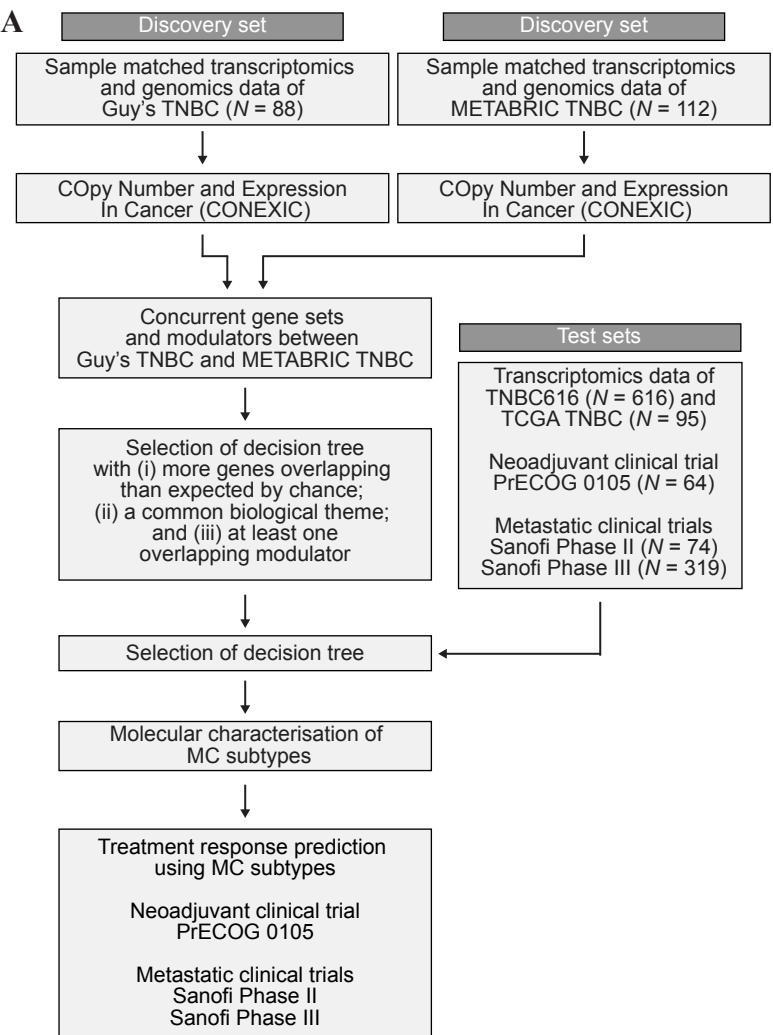 A
Discovery set
Sample matched transcriptomics
and genomics data of
Guy's TNBC (N = 88)
COpy Number and Expression
In Cancer (CONEXIC)
Discovery set
Sample matched transcriptomics
and genomics data of
METABRIC TNBC (N = 112)
COpy Number and Expression
In Cancer (CONEXIC)
Concurrent gene sets
and modulators between
Guy's TNBC and METABRIC TNBC
Selection of decision tree
with (i) more genes overlapping
than expected by chance;
(ii) a common biological theme;
and (iii) at least one
overlapping modulator
Test sets
Transcriptomics data of
TNBC616 (N = 616) and
TCGA TNBC (N = 95)
Neoadjuvant clinical trial
PrECOG 0105 (N = 64)
Metastatic clinical trials
Sanofi Phase II (N = 74)
Sanofi Phase III (N = 319)
Selection of decision tree
Molecular characterisation of
MC subtypes
Treatment response prediction
using MC subtypes
Neoadjuvant clinical trial
PrECOG 0105
Metastatic clinical trials
Sanofi Phase II
Sanofi Phase III